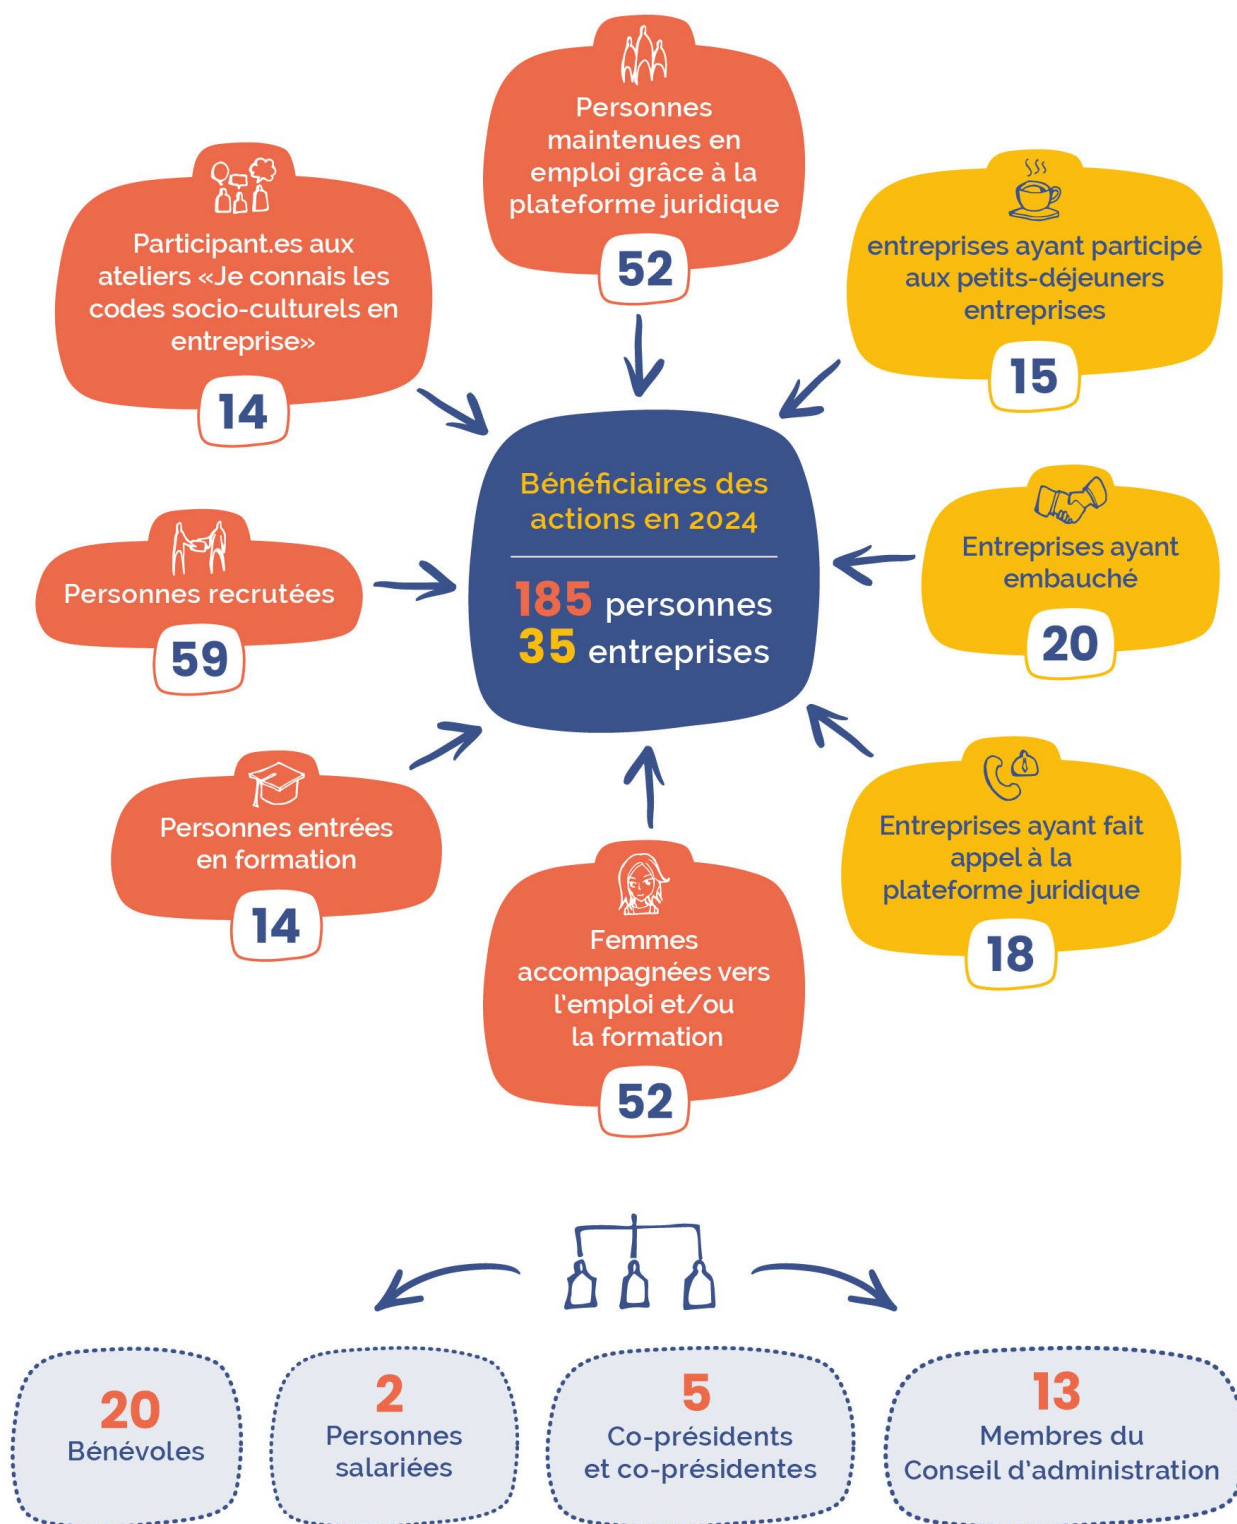 Personnes
maintenues en
emploi grâce à la
plateforme juridique
52
Participant.es aux
ateliers «Je connais les
codes socio-culturels en
entreprise»
14
entreprises ayant participé
aux petits-déjeuners
entreprises
15
Bénéficiaires des
actions en 2024
185 personnes
35 entreprises
Personnes recrutées
59
Entreprises ayant
embauché
20
Personnes entrées
en formation
14
Femmes
accompagnées vers
l'emploi et/ou
la formation
52
Entreprises ayant fait
appel à la
plateforme juridique
18
20
Bénévoles
2
Personnes
salariées
5
Co-présidents
et co-présidentes
13
Membres du
Conseil d'administration